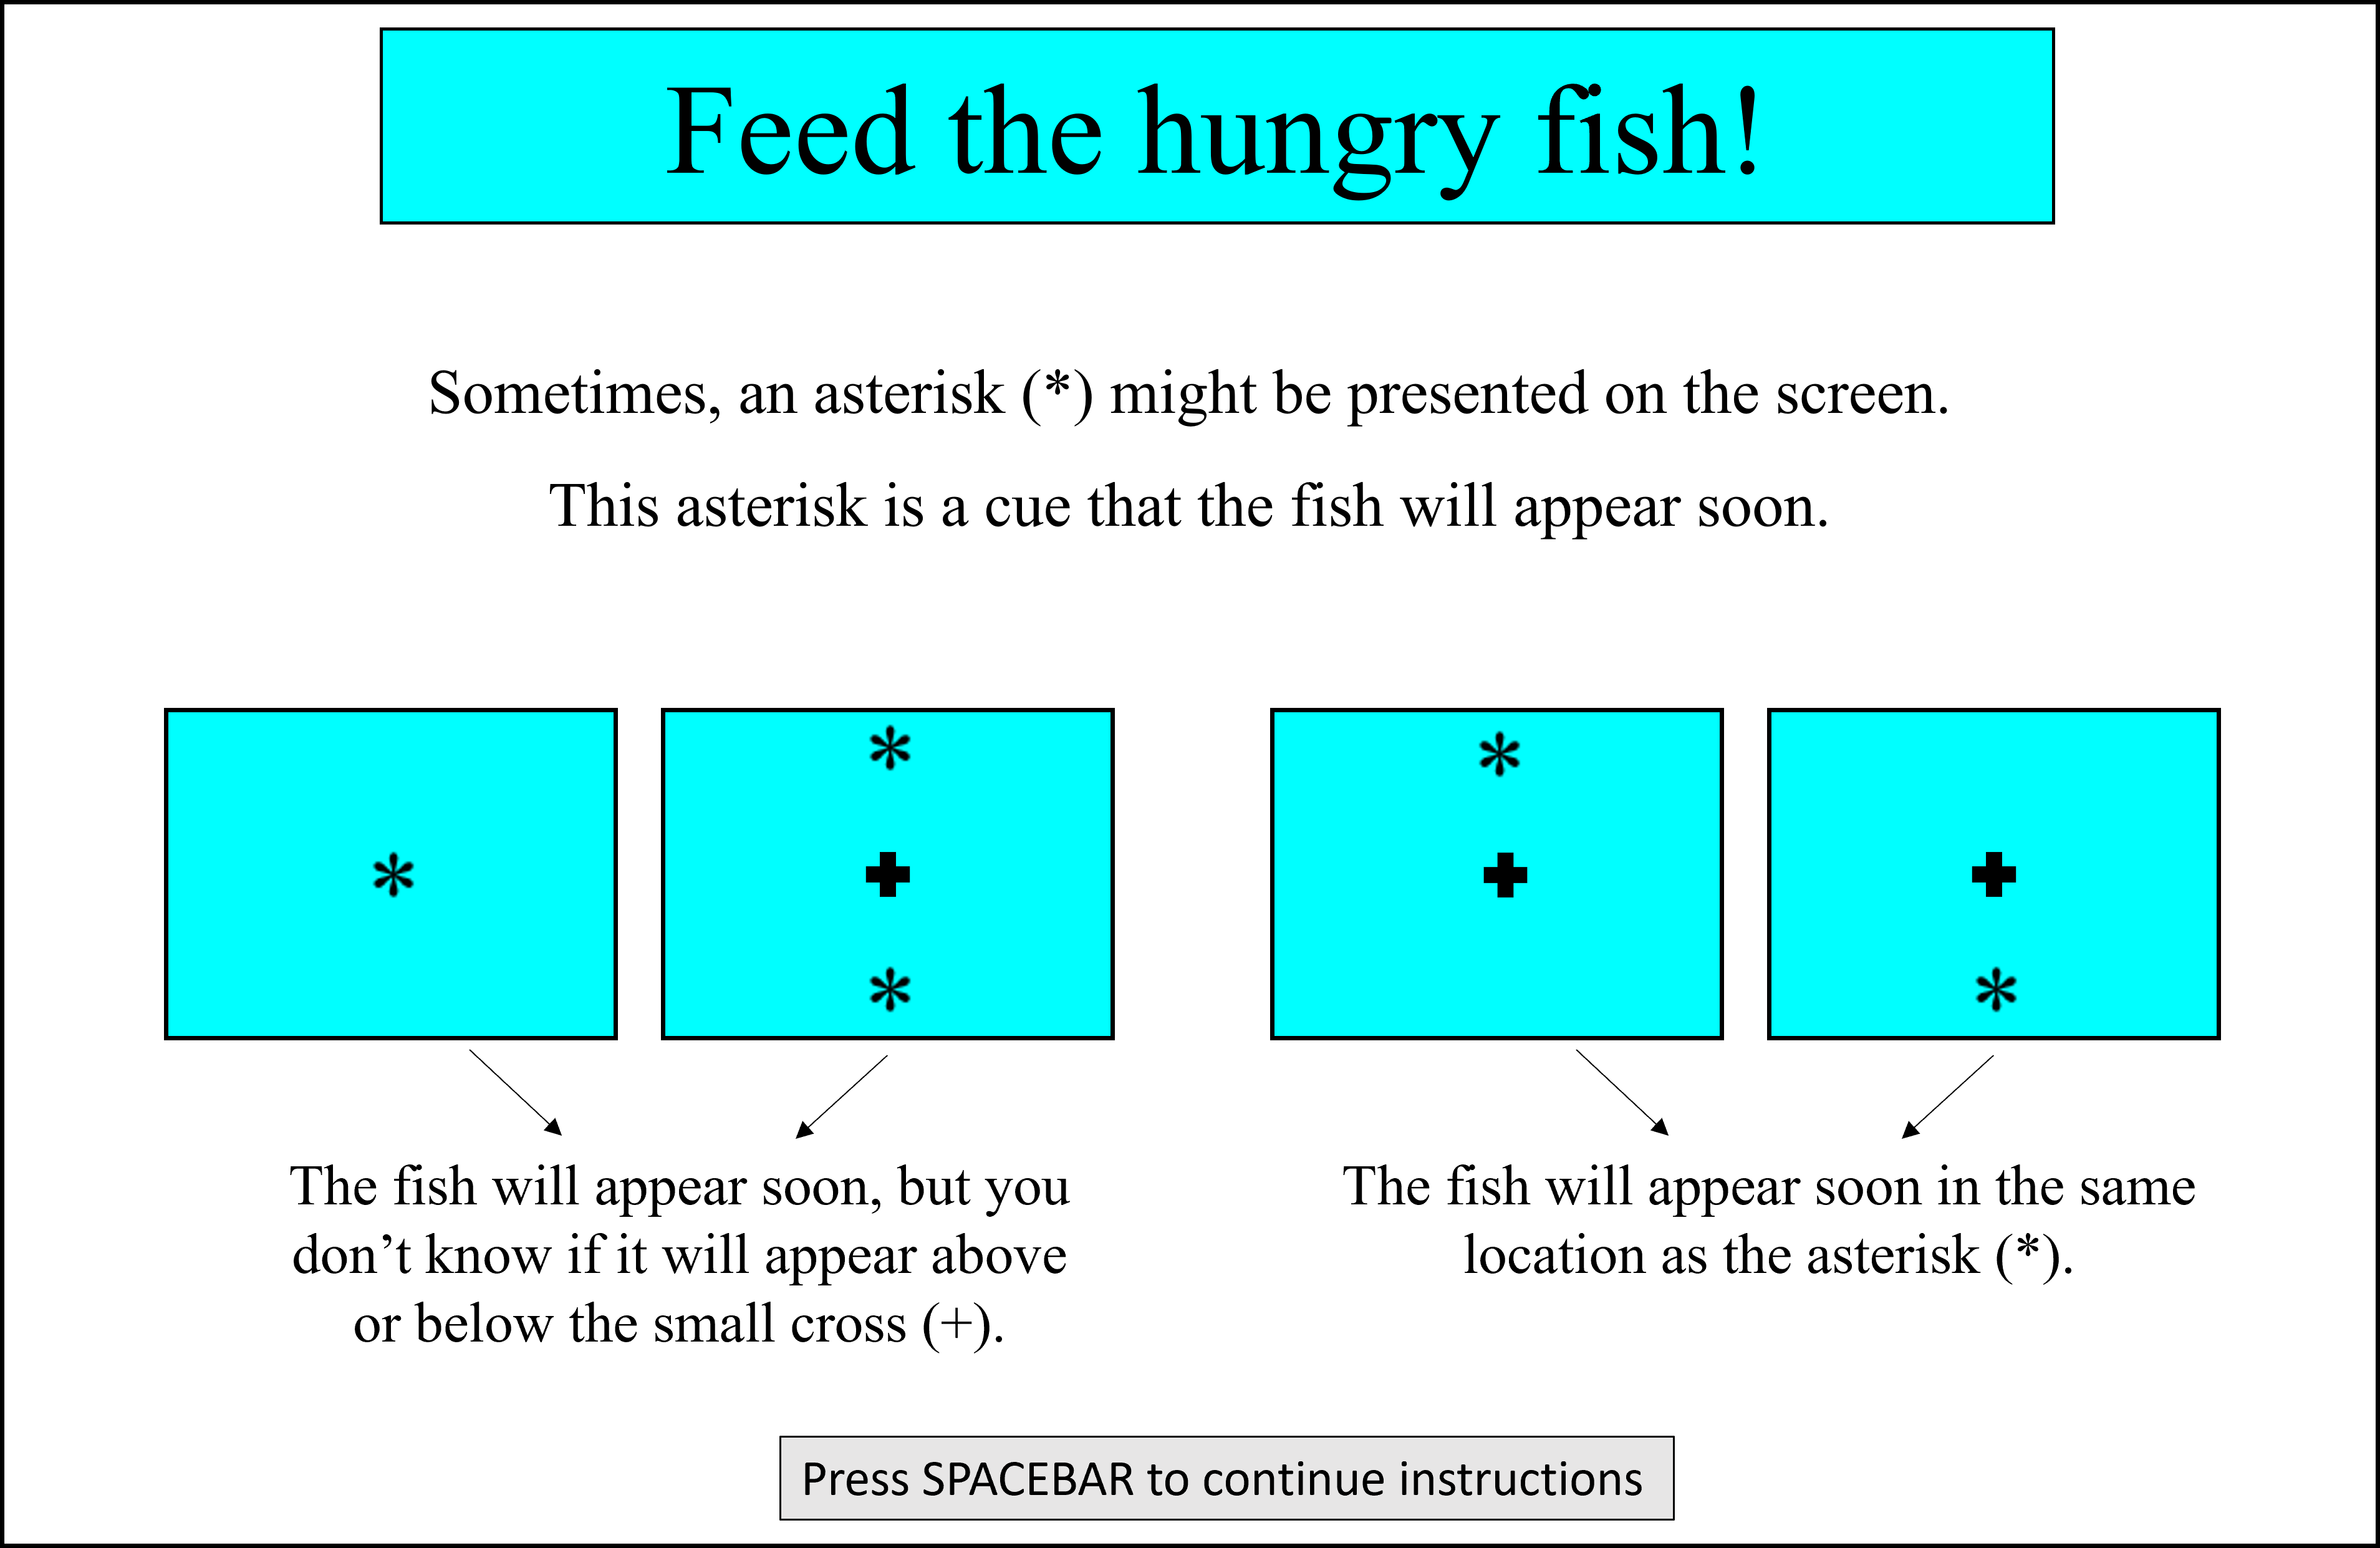 Feed the hungry fish!
Sometimes, an asterisk (*) might be presented on the screen.
This asterisk is a cue that the fish will appear soon.
*
*
+
*
*
+
+
*
The fish will appear soon, but you
don’t know if it will appear above
or below the small cross (+).
The fish will appear soon in the same
location as the asterisk (*).
Press SPACEBAR to continue instructions